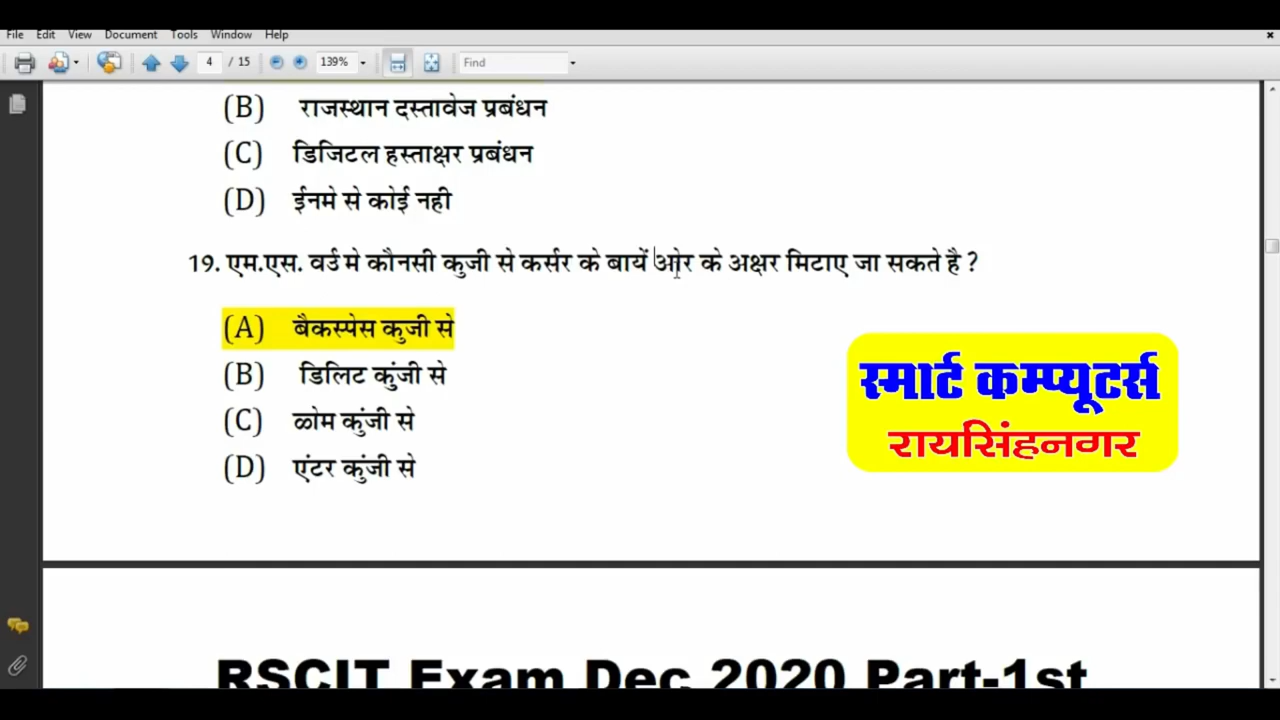 File Edit View Document Tools Window Help
4 / 15 139% Find
(B) राजस्थान दस्तावेज प्रबंधन
(C) डिजिटल हस्ताक्षर प्रबंधन
(D) ईनमे से कोई नही
19. एम.एस. वर्ड मे कौनसी कुजी से कर्सर के बायें ओर के अक्षर मिटाए जा सकते है ?
(A) बैकस्पेस कुजी से
(B) डिलिट कुंजी से
(C) ळोम कुंजी से
(D) एंटर कुंजी से
स्मार्ट कम्प्यूटर्स
रायसिंहनगर
RSCIT Exam Dec 2020 Part-1st